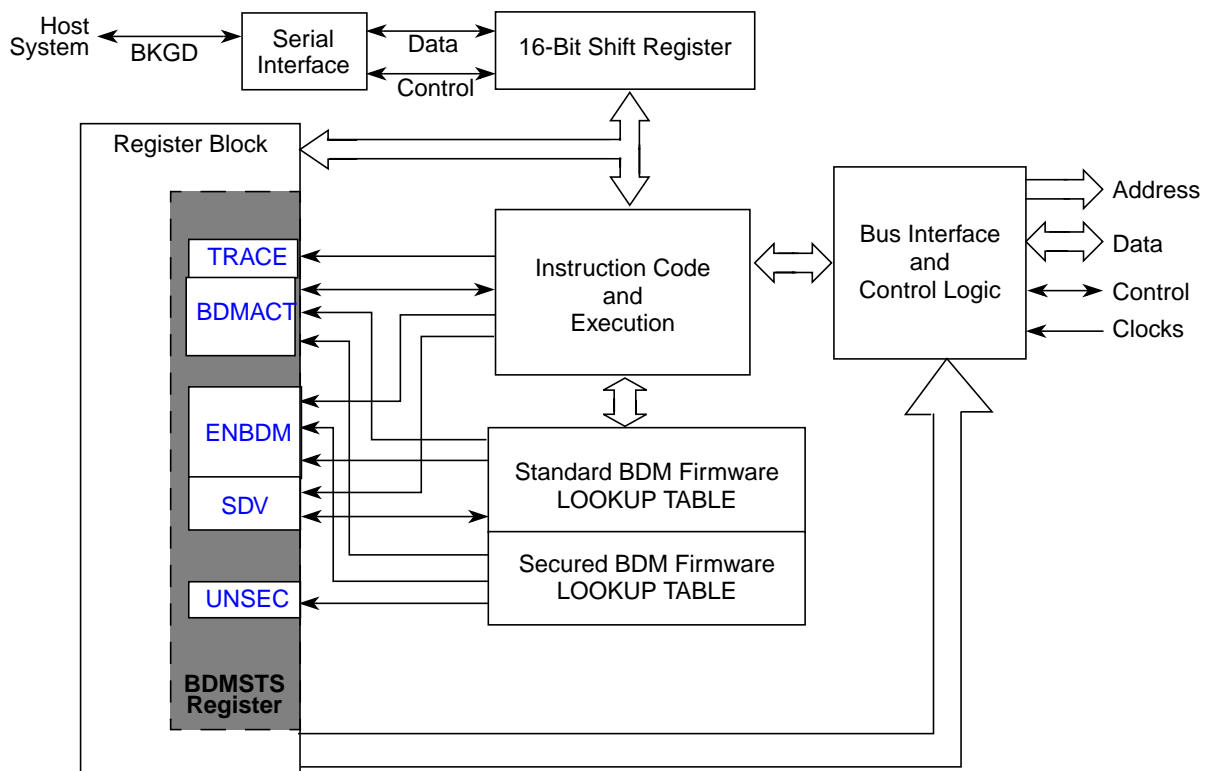 Host
System
BKGD
Serial
Interface
Data
Control
16-Bit Shift Register
Register Block
TRACE
BDMACT
ENBDM
SDV
UNSEC
BDMSTS
Register
Instruction Code
and
Execution
Standard BDM Firmware
LOOKUP TABLE
Secured BDM Firmware
LOOKUP TABLE
Bus Interface
and
Control Logic
Address
Data
Control
Clocks